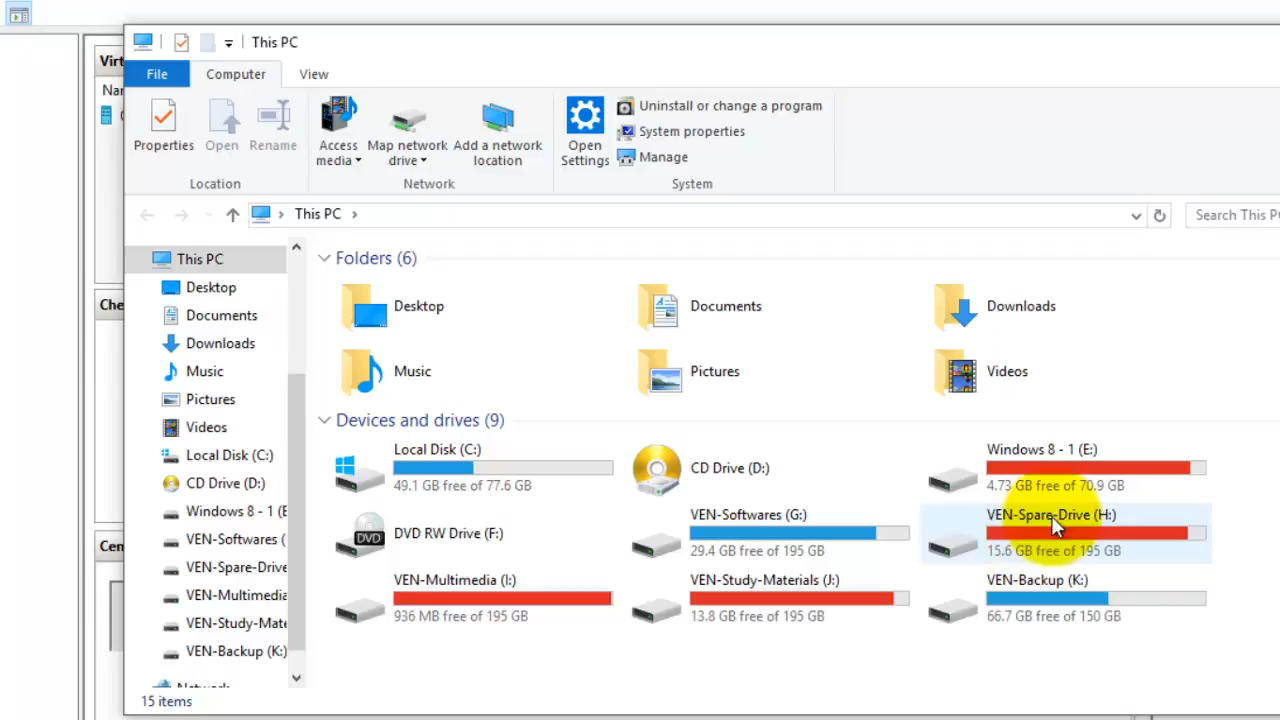 This PC
Virt
File
Computer
View
Nar
Properties
Open
Rename
Access media
Map network drive
Add a network location
Open Settings
Uninstall or change a program
System properties
Manage
Location
Network
System
This PC
Search This P
This PC
Desktop
Documents
Downloads
Music
Pictures
Videos
Local Disk (C:)
CD Drive (D:)
Windows 8 - 1 (E
VEN-Softwares (
VEN-Spare-Drive
VEN-Multimedia
VEN-Study-Mate
VEN-Backup (K:)
Network
Che
Cen
Folders (6)
Desktop
Documents
Downloads
Music
Pictures
Videos
Devices and drives (9)
Local Disk (C:)
49.1 GB free of 77.6 GB
CD Drive (D:)
Windows 8 - 1 (E:)
4.73 GB free of 70.9 GB
DVD
DVD RW Drive (F:)
VEN-Softwares (G:)
29.4 GB free of 195 GB
VEN-Spare-Drive (H:)
15.6 GB free of 195 GB
VEN-Multimedia (I:)
936 MB free of 195 GB
VEN-Study-Materials (J:)
13.8 GB free of 195 GB
VEN-Backup (K:)
66.7 GB free of 150 GB
15 items